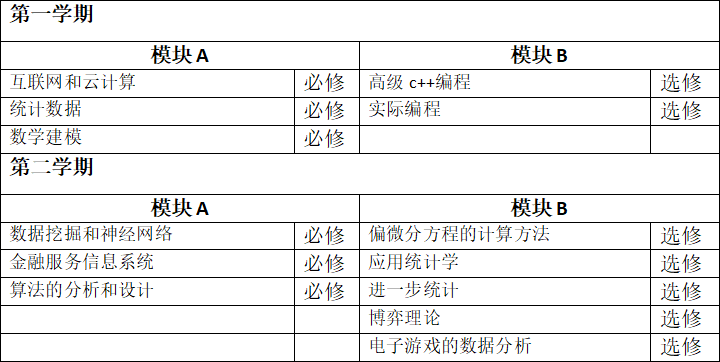 第一学期
模块 A 模块 B
互联网和云计算 必修 高级 c++编程 选修
统计数据 必修 实际编程 选修
数学建模 必修
第二学期
模块 A 模块 B
数据挖掘和神经网络 必修 偏微分方程的计算方法 选修
金融服务信息系统 必修 应用统计学 选修
算法的分析和设计 必修 进一步统计 选修
博弈理论 选修
电子游戏的数据分析 选修